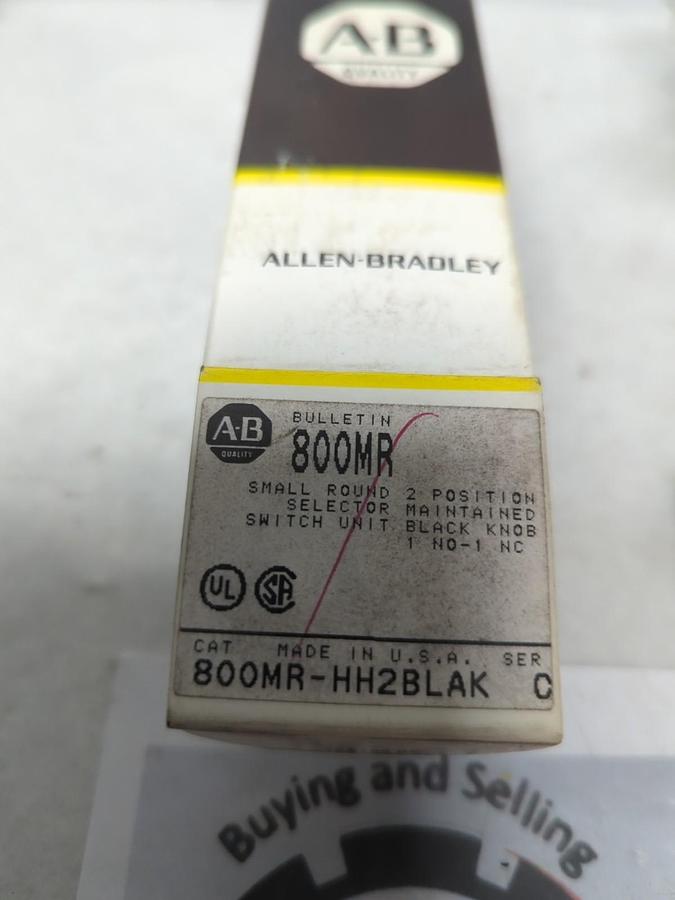 A-B
QUALITY
ALLEN-BRADLEY
A-B
QUALITY
BULLETIN
800MR
SMALL ROUND 2 POSITION
SELECTOR MAINTAINED
SWITCH UNIT BLACK KNOB
1 NO-1 NC
UL SA
CAT MADE IN U.S.A. SER
800MR-HH2BLAK C
Buying and Selling